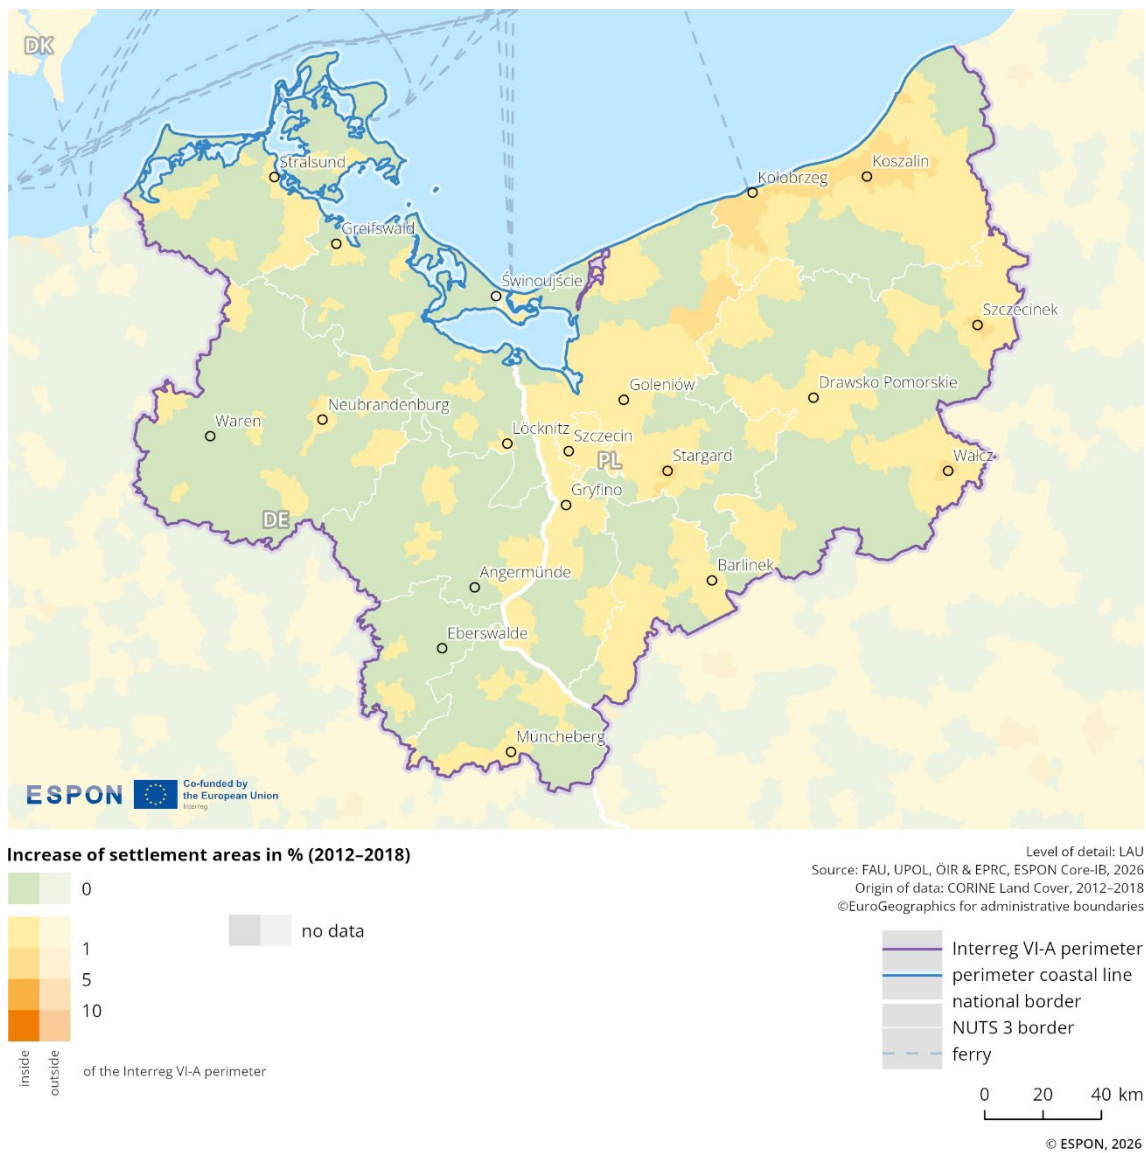 DK
Stralsund
Koszalin
Kołobrzeg
Greifswald
Świnoujście
Szczecinek
Drawsko Pomorskie
Goleniów
Neubrandenburg
Waren
Löcknitz
Szczecin
PL
Stargard
Wałcz
Gryfino
DE
Angermünde
Barlinek
Eberswalde
Müncheberg
ESPON
Co-funded by
the European Union
Interreg
Increase of settlement areas in % (2012–2018)
0
1
5
10
no data
inside
outside
of the Interreg VI-A perimeter
Level of detail: LAU
Source: FAU, UPOL, ÖIR & EPRC, ESPON Core-IB, 2026
Origin of data: CORINE Land Cover, 2012–2018
©EuroGeographics for administrative boundaries
Interreg VI-A perimeter
perimeter coastal line
national border
NUTS 3 border
ferry
0 20 40 km
© ESPON, 2026